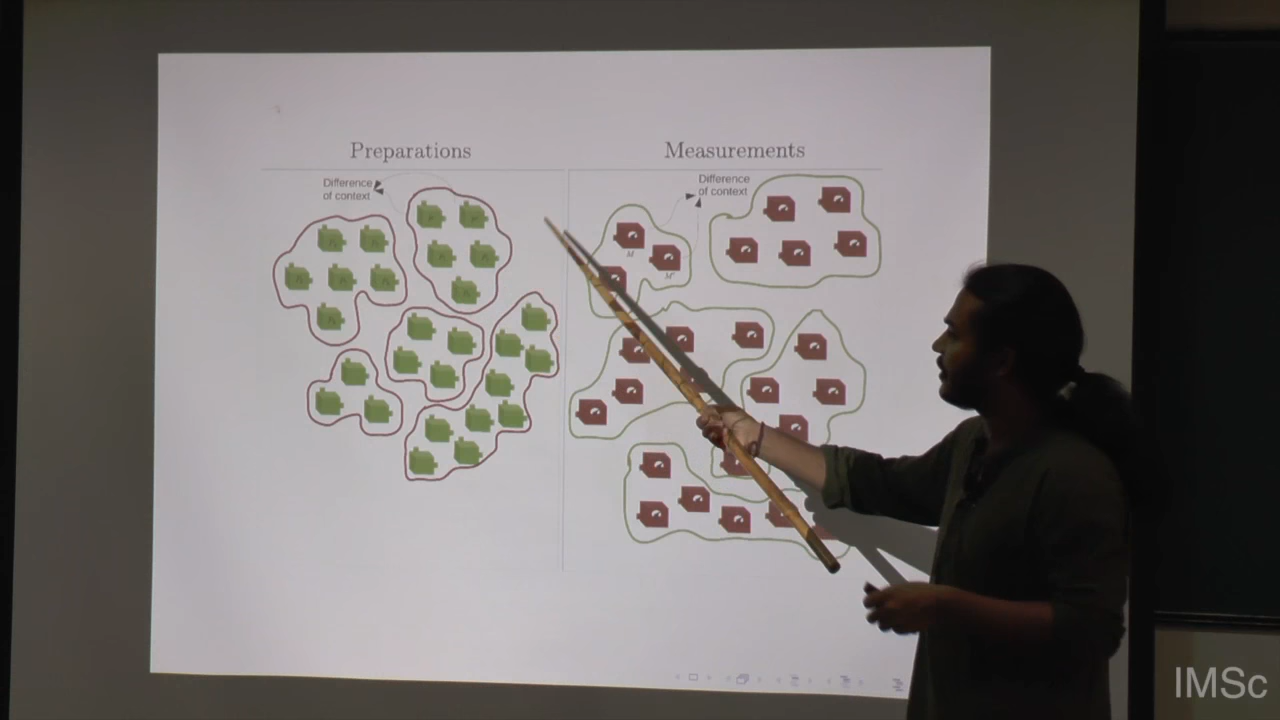 Preparations
Measurements
Difference
of context
Difference
of context
M
M'
IMSc